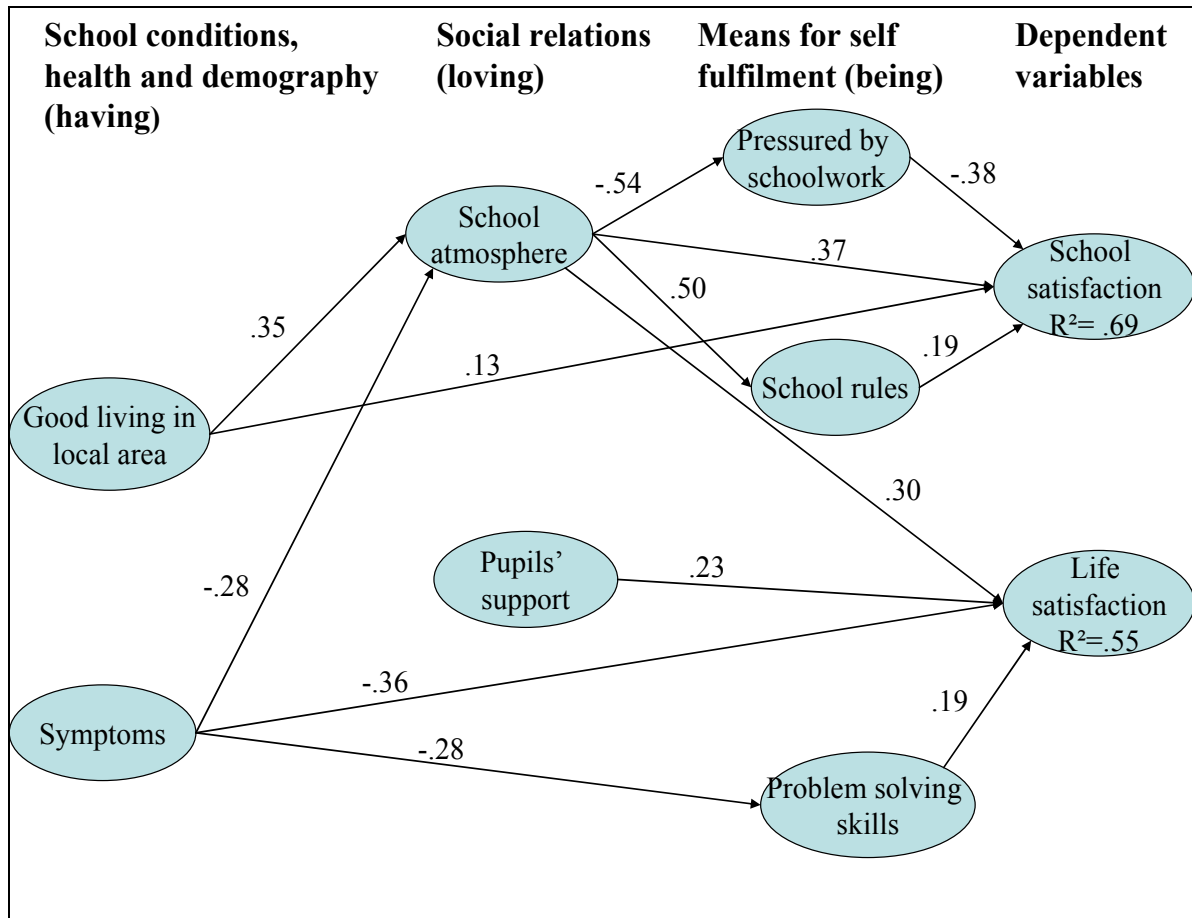 School conditions,
health and demography
(having)
Social relations
(loving)
Means for self
fulfilment (being)
Dependent
variables
Pressured by
schoolwork
-.54
-.38
School
atmosphere
.37
School
satisfaction
R²= .69
.50
.35
.13
.19
School rules
Good living in
local area
.30
-.28
Pupils’
support
.23
Life
satisfaction
R²=.55
-.36
.19
Symptoms
-.28
Problem solving
skills